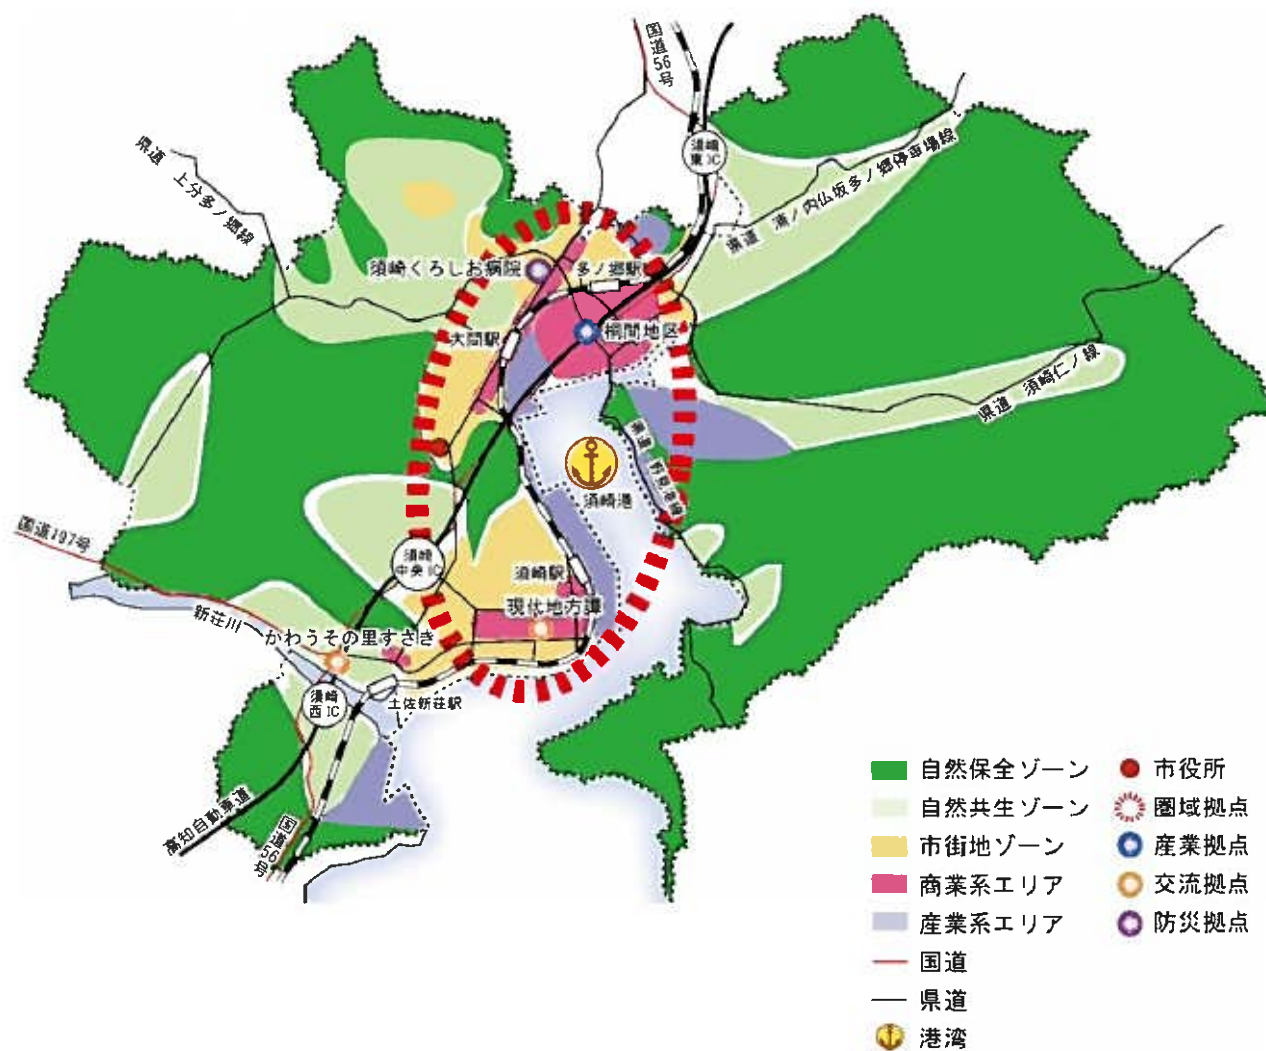 国道56号
須崎東IC
県道 浦ノ内仏坂多ノ郷停車場線
県道 上分多ノ郷線
須崎くろしお病院
多ノ郷駅
大間駅
桐間地区
県道 須崎仁ノ線
県道 野見港線
須崎港
国道197号
須崎中央IC
須崎駅
現代地方譚
新荘川
かわうその里すさき
須崎西IC
土佐新荘駅
高知自動車道
国道56号
自然保全ゾーン
自然共生ゾーン
市街地ゾーン
商業系エリア
産業系エリア
国道
県道
港湾
市役所
圏域拠点
産業拠点
交流拠点
防災拠点